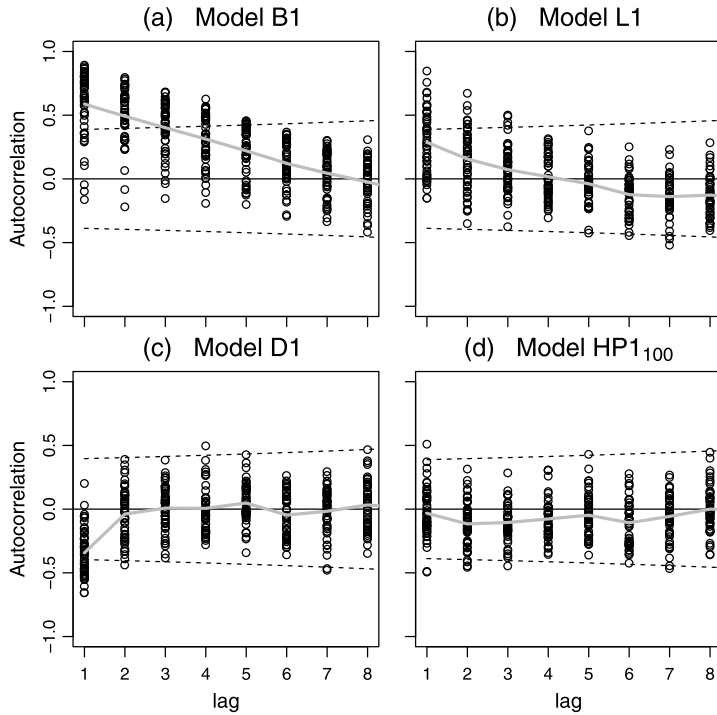 (a) Model B1
(b) Model L1
Autocorrelation
1.0
0.5
0.0
−0.5
−1.0
(c) Model D1
(d) Model HP1₁₀₀
Autocorrelation
1.0
0.5
0.0
−0.5
−1.0
1 2 3 4 5 6 7 8
1 2 3 4 5 6 7 8
lag
lag